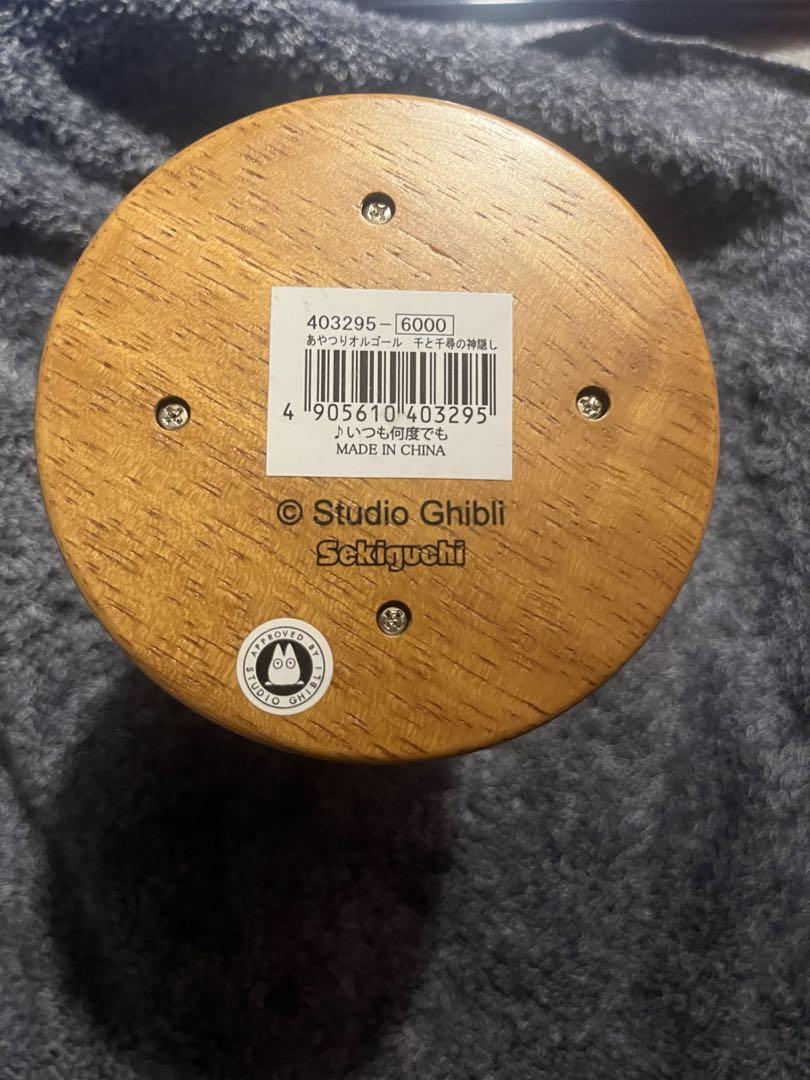 403295-6000
あやつりオルゴール 千と千尋の神隠し
4 905610 403295
♪いつも何度でも
MADE IN CHINA
© Studio Ghibli
Sekiguchi
APPROVED BY
STUDIO GHIBLI